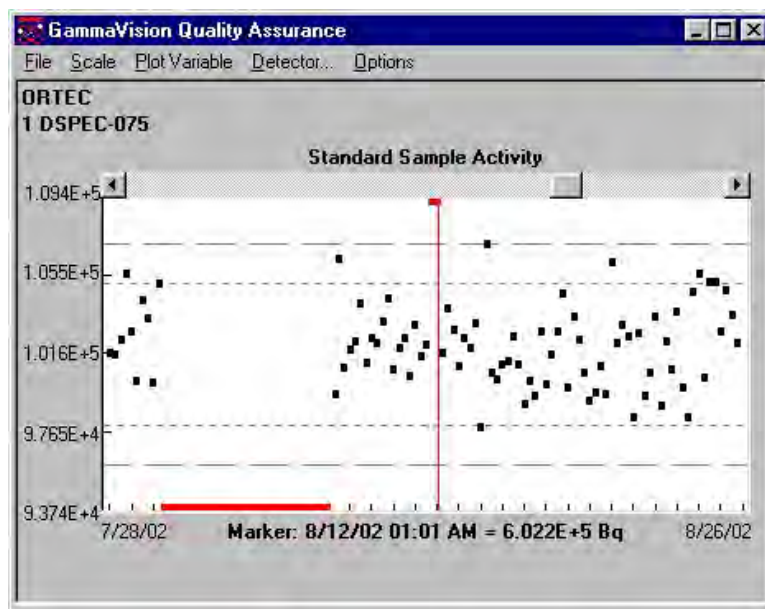 GammaVision Quality Assurance
File Scale Plot Variable Detector... Options
ORTEC
1 DSPEC-075
Standard Sample Activity
1.094E+5
1.055E+5
1.016E+5
9.765E+4
9.374E+4
7/28/02 Marker: 8/12/02 01:01 AM = 6.022E+5 Bq 8/26/02